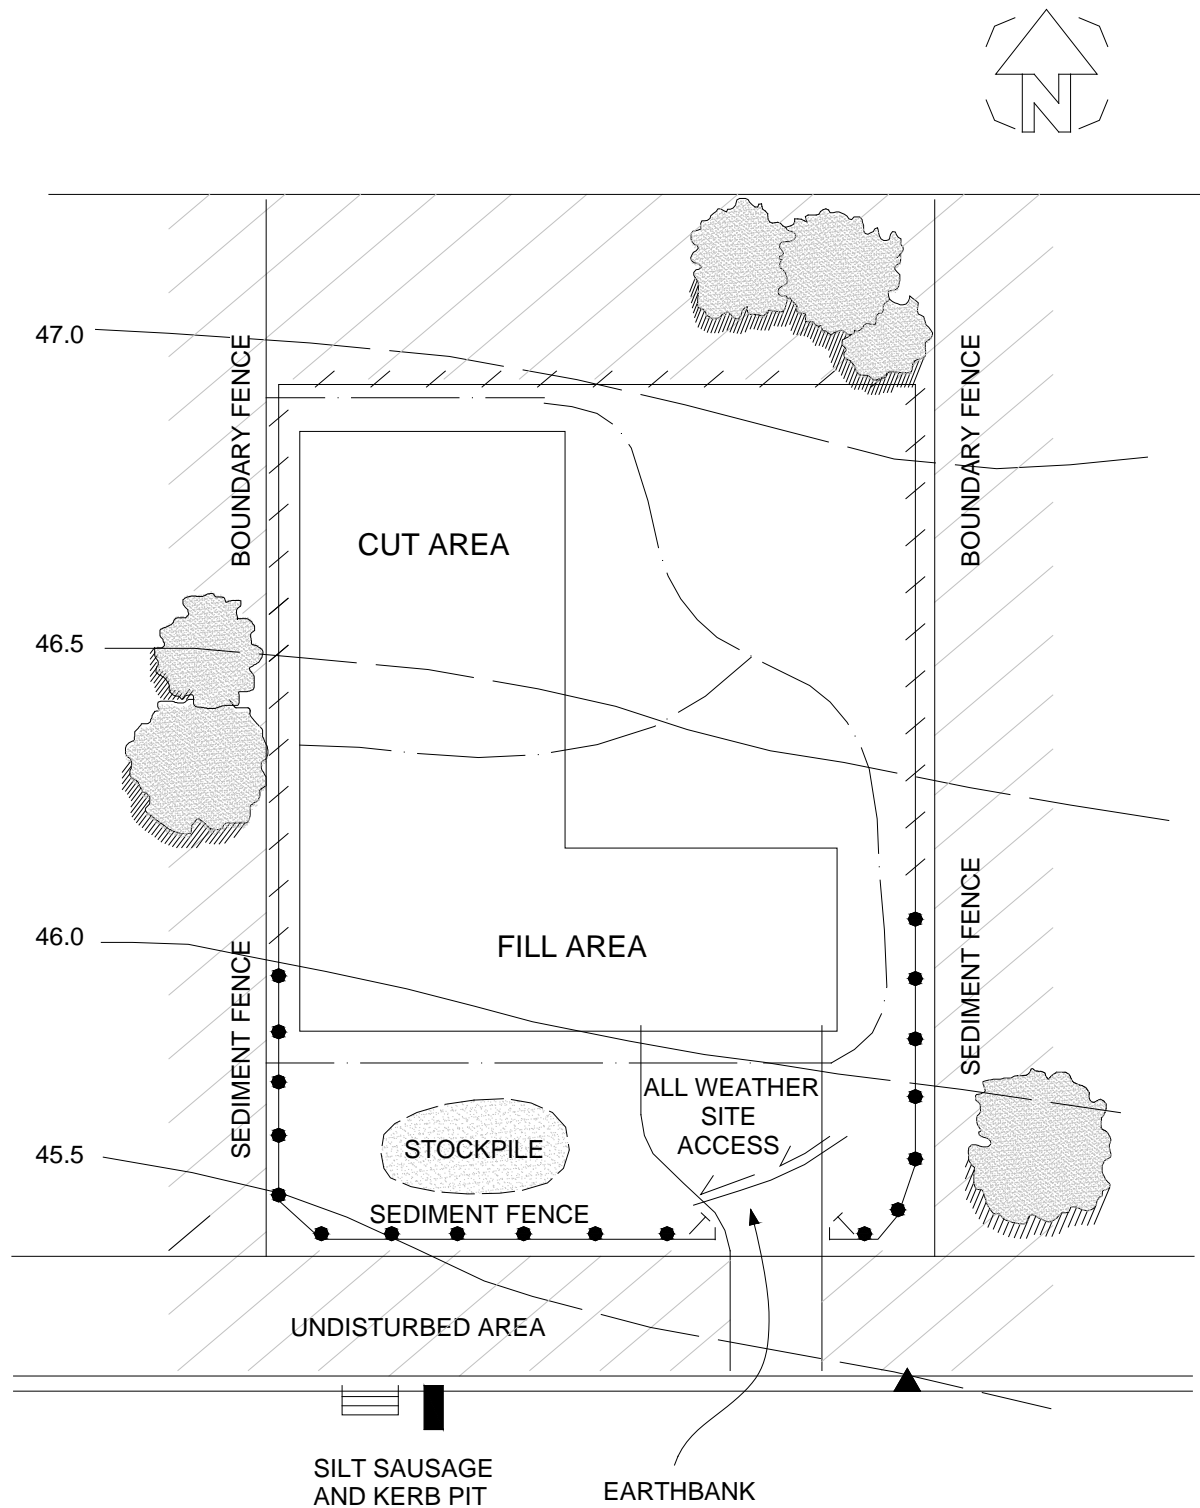 N
47.0
BOUNDARY FENCE
BOUNDARY FENCE
CUT AREA
46.5
46.0
FILL AREA
SEDIMENT FENCE
SEDIMENT FENCE
ALL WEATHER
SITE
ACCESS
45.5
STOCKPILE
SEDIMENT FENCE
UNDISTURBED AREA
SILT SAUSAGE
AND KERB PIT
EARTHBANK